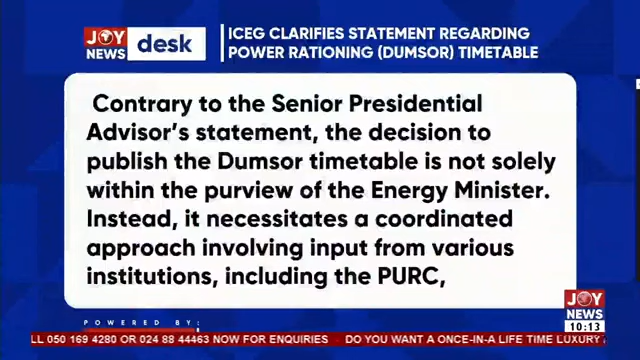 JOY NEWS desk
ICEG CLARIFIES STATEMENT REGARDING
POWER RATIONING (DUMSOR) TIMETABLE
Contrary to the Senior Presidential
Advisor's statement, the decision to
publish the Dumsor timetable is not solely
within the purview of the Energy Minister.
Instead, it necessitates a coordinated
approach involving input from various
institutions, including the PURC,
POWERED BY:
JOY
NEWS
10:13
LL 050 169 4280 OR 024 88 44463 NOW FOR ENQUIRIES - DO YOU WANT A ONCE-IN-A LIFE TIME LUXURY